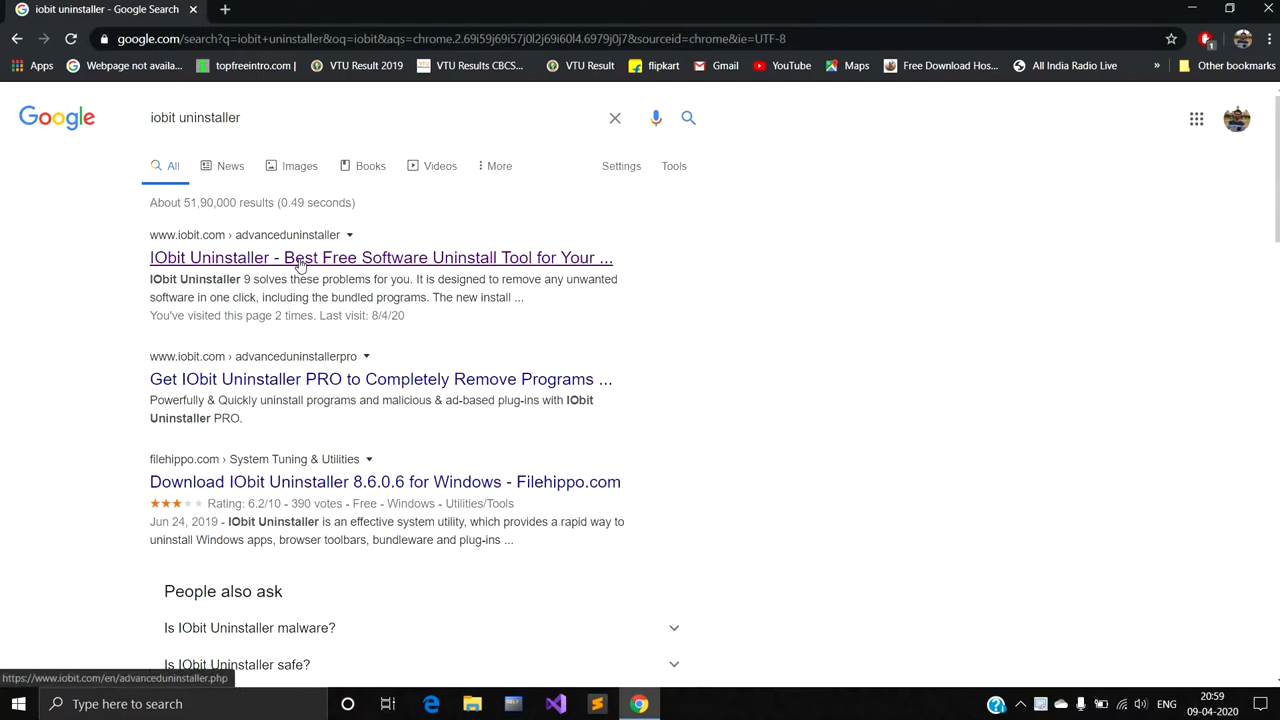 iobit uninstaller - Google Search
google.com/search?q=iobit+uninstaller&oq=iobit&aqs=chrome.2.69i59j69i57j0l2j69i60l4.6979j0j7&sourceid=chrome&ie=UTF-8
1
Apps Webpage not availa... topfreeintro.com VTU Result 2019 VTU Results CBCS... VTU Result flipkart Gmail YouTube Maps Free Download Hos... All India Radio Live » Other bookmarks
Google iobit uninstaller
All News Images Books Videos More Settings Tools
About 51,90,000 results (0.49 seconds)
www.iobit.com › advanceduninstaller
IObit Uninstaller - Best Free Software Uninstall Tool for Your ...
IObit Uninstaller 9 solves these problems for you. It is designed to remove any unwanted
software in one click, including the bundled programs. The new install ...
You've visited this page 2 times. Last visit: 8/4/20
www.iobit.com › advanceduninstallerpro
Get IObit Uninstaller PRO to Completely Remove Programs ...
Powerfully & Quickly uninstall programs and malicious & ad-based plug-ins with IObit
Uninstaller PRO.
filehippo.com › System Tuning & Utilities
Download IObit Uninstaller 8.6.0.6 for Windows - Filehippo.com
Rating: 6.2/10 - 390 votes - Free - Windows - Utilities/Tools
Jun 24, 2019 - IObit Uninstaller is an effective system utility, which provides a rapid way to
uninstall Windows apps, browser toolbars, bundleware and plug-ins ...
People also ask
Is IObit Uninstaller malware?
Is IObit Uninstaller safe?
https://www.iobit.com/en/advanceduninstaller.php
Type here to search
ENG
20:59
09-04-2020